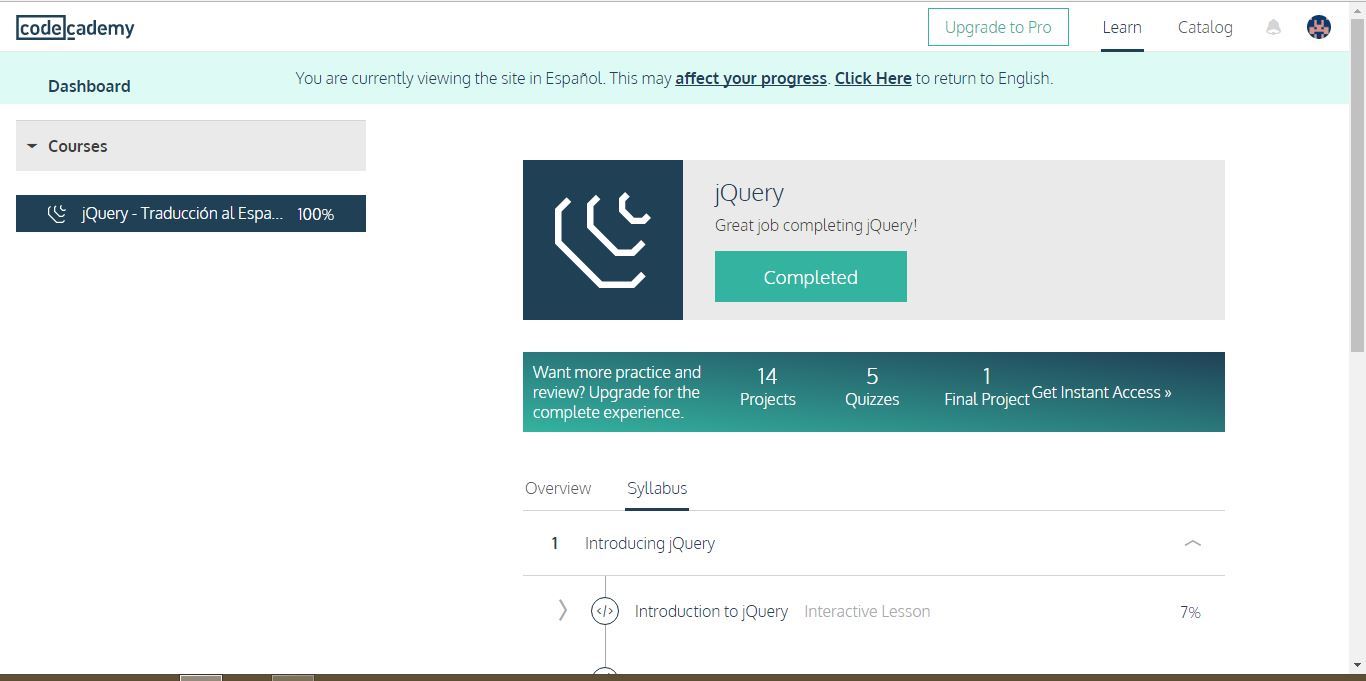 codecademy
Upgrade to Pro
Learn
Catalog
Dashboard
You are currently viewing the site in Español. This may affect your progress. Click Here to return to English.
Courses
jQuery - Traducción al Espa... 100%
jQuery
Great job completing jQuery!
Completed
Want more practice and
review? Upgrade for the
complete experience.
14
Projects
5
Quizzes
1
Final Project
Get Instant Access »
Overview
Syllabus
1 Introducing jQuery
</> Introduction to jQuery Interactive Lesson 7%